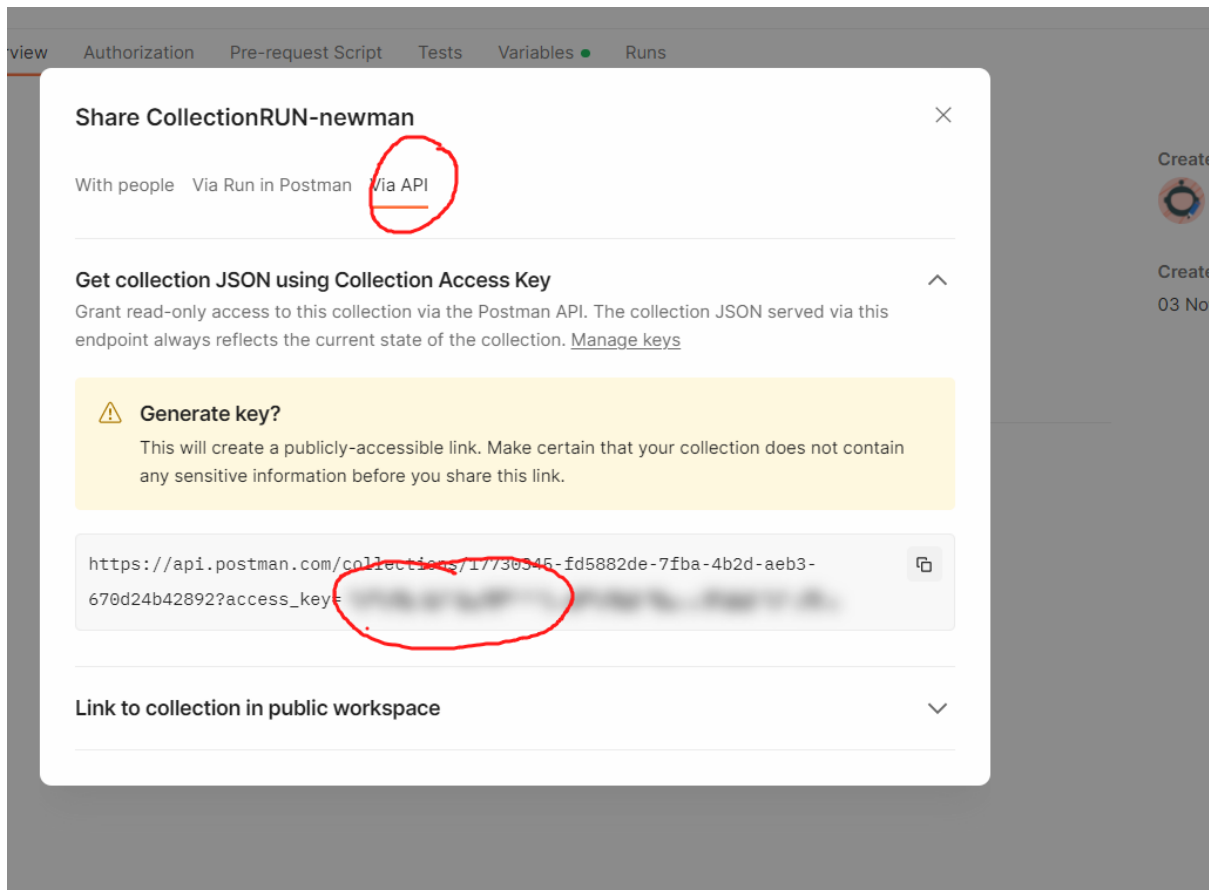 rview Authorization Pre-request Script Tests Variables Runs
Share CollectionRUN-newman
With people Via Run in Postman Via API
Create
Get collection JSON using Collection Access Key
Create
Grant read-only access to this collection via the Postman API. The collection JSON served via this
03 No
endpoint always reflects the current state of the collection. Manage keys
Generate key?
This will create a publicly-accessible link. Make certain that your collection does not contain
any sensitive information before you share this link.
https://api.postman.com/collections/17730346-fd5882de-7fba-4b2d-aeb3-
670d24b42892?access_key=
Link to collection in public workspace